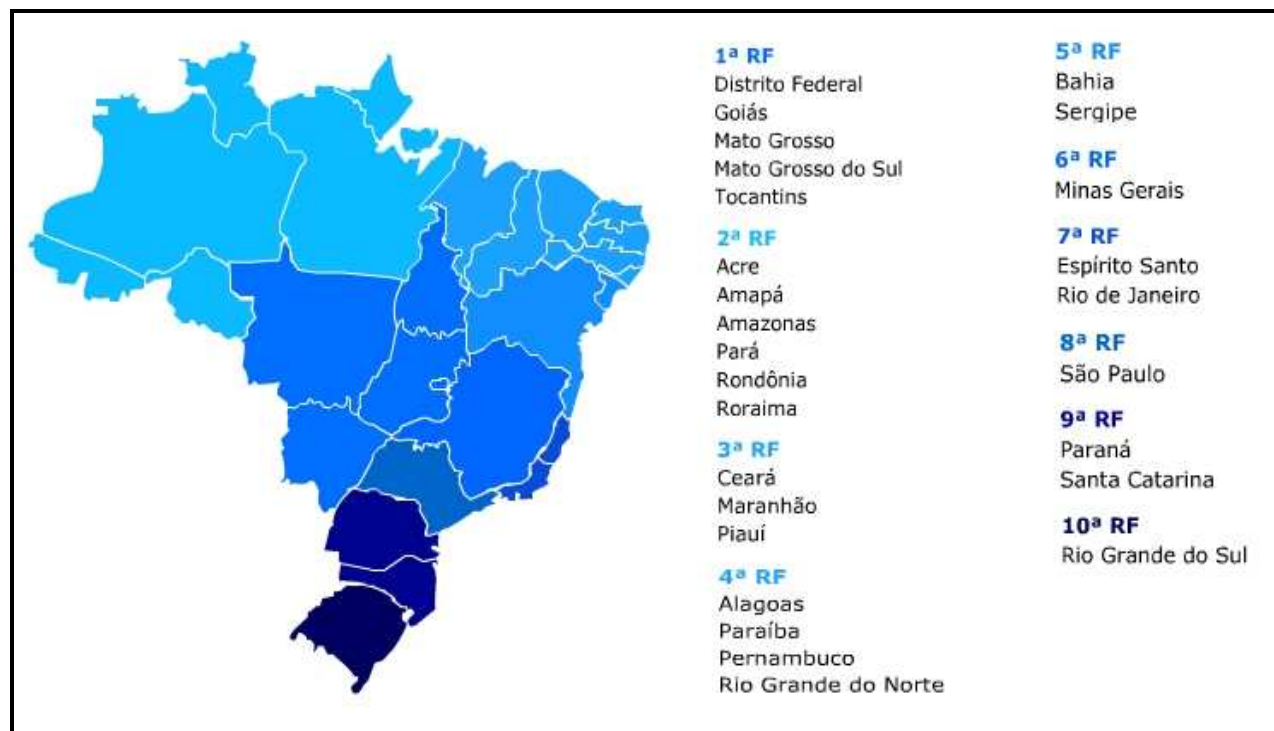 1ª RF
Distrito Federal
Goiás
Mato Grosso
Mato Grosso do Sul
Tocantins
2ª RF
Acre
Amapá
Amazonas
Pará
Rondônia
Roraima
3ª RF
Ceará
Maranhão
Piauí
4ª RF
Alagoas
Paraíba
Pernambuco
Rio Grande do Norte
5ª RF
Bahia
Sergipe
6ª RF
Minas Gerais
7ª RF
Espírito Santo
Rio de Janeiro
8ª RF
São Paulo
9ª RF
Paraná
Santa Catarina
10ª RF
Rio Grande do Sul